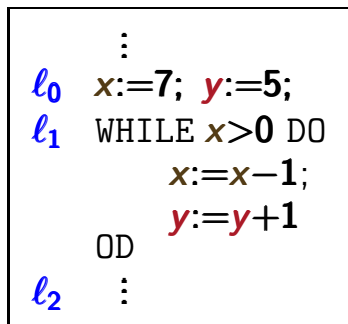 ⋮
ℓ₀ x:=7; y:=5;
ℓ₁ WHILE x>0 DO
x:=x−1;
y:=y+1
OD
ℓ₂ ⋮